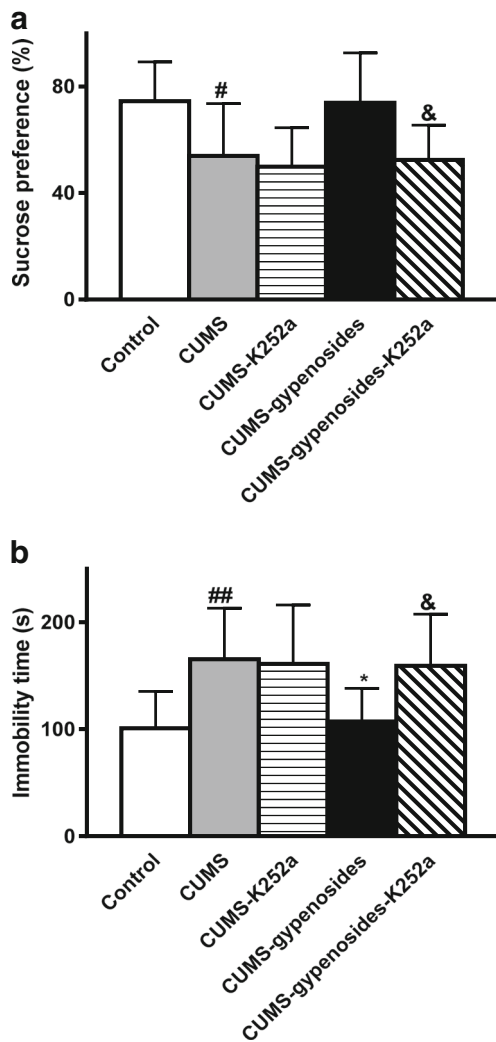 a
Sucrose preference (%)
80
40
0
#
&
Control
CUMS
CUMS-K252a
CUMS-gypenosides
CUMS-gypenosides-K252a
b
Immobility time (s)
200
100
0
##
*
&
Control
CUMS
CUMS-K252a
CUMS-gypenosides
CUMS-gypenosides-K252a